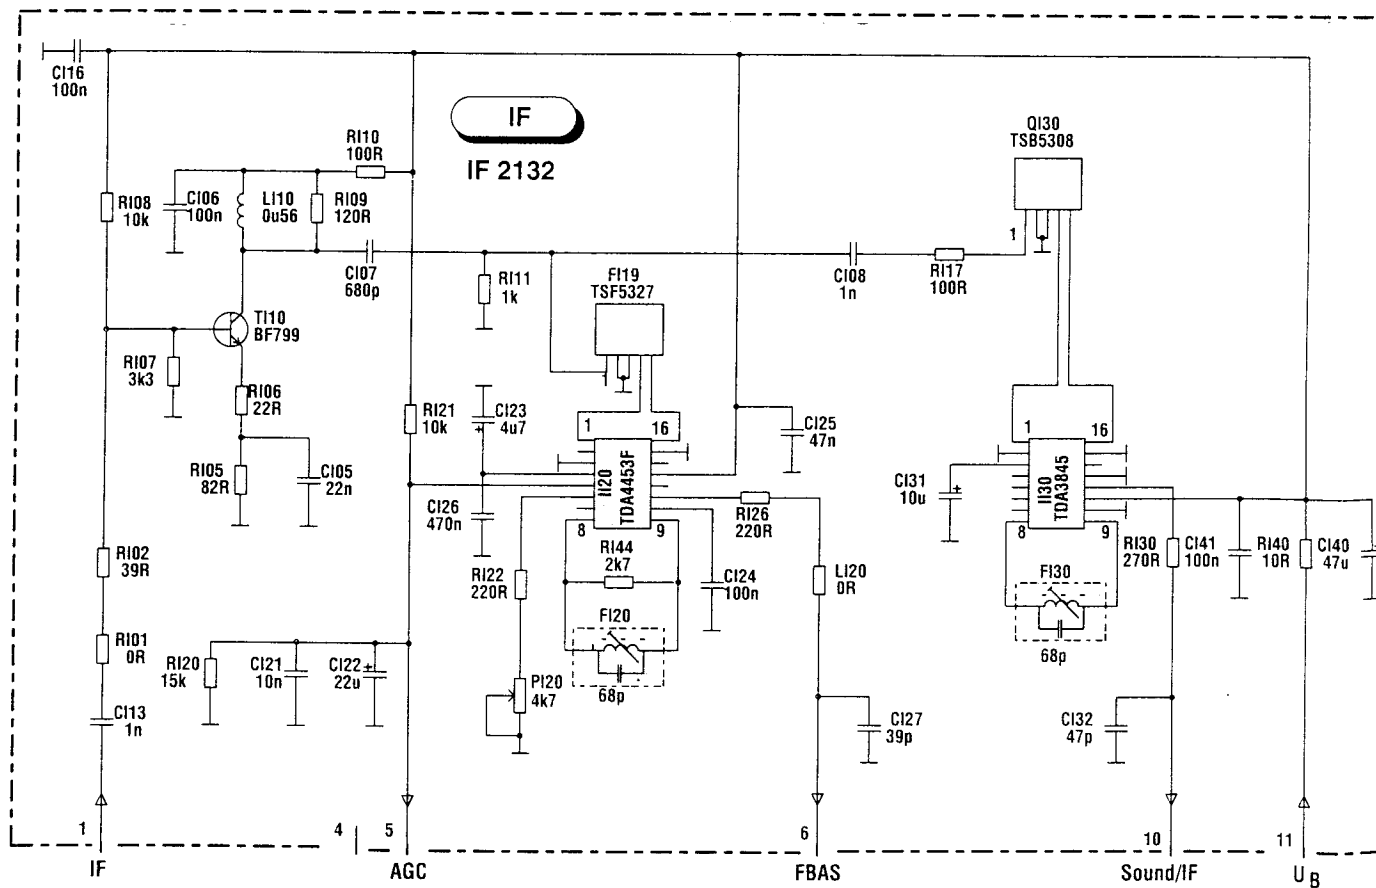 CI16
100n
IF
IF 2132
RI10
100R
QI30
TSB5308
RI08
10k
CI06
100n
LI10
0u56
RI09
120R
1
CI07
680p
RI11
1k
FI19
TSF5327
CI08
1n
RI17
100R
TI10
BF799
RI07
3k3
RI06
22R
RI21
10k
CI23
4u7
+
1
16
CI25
47n
1
16
RI05
82R
CI05
22n
CI26
470n
II20
TDA4453F
8
9
RI26
220R
CI31
10u
+
II30
TDA3845
8
9
RI02
39R
RI22
220R
RI44
2k7
CI24
100n
LI20
0R
RI30
270R
CI41
100n
RI40
10R
CI40
47u
FI30
68p
RI01
0R
RI20
15k
CI21
10n
CI22
22u
+
FI20
68p
PI20
4k7
CI13
1n
CI27
39p
CI32
47p
1
4
5
6
10
11
IF
AGC
FBAS
Sound/IF
U B